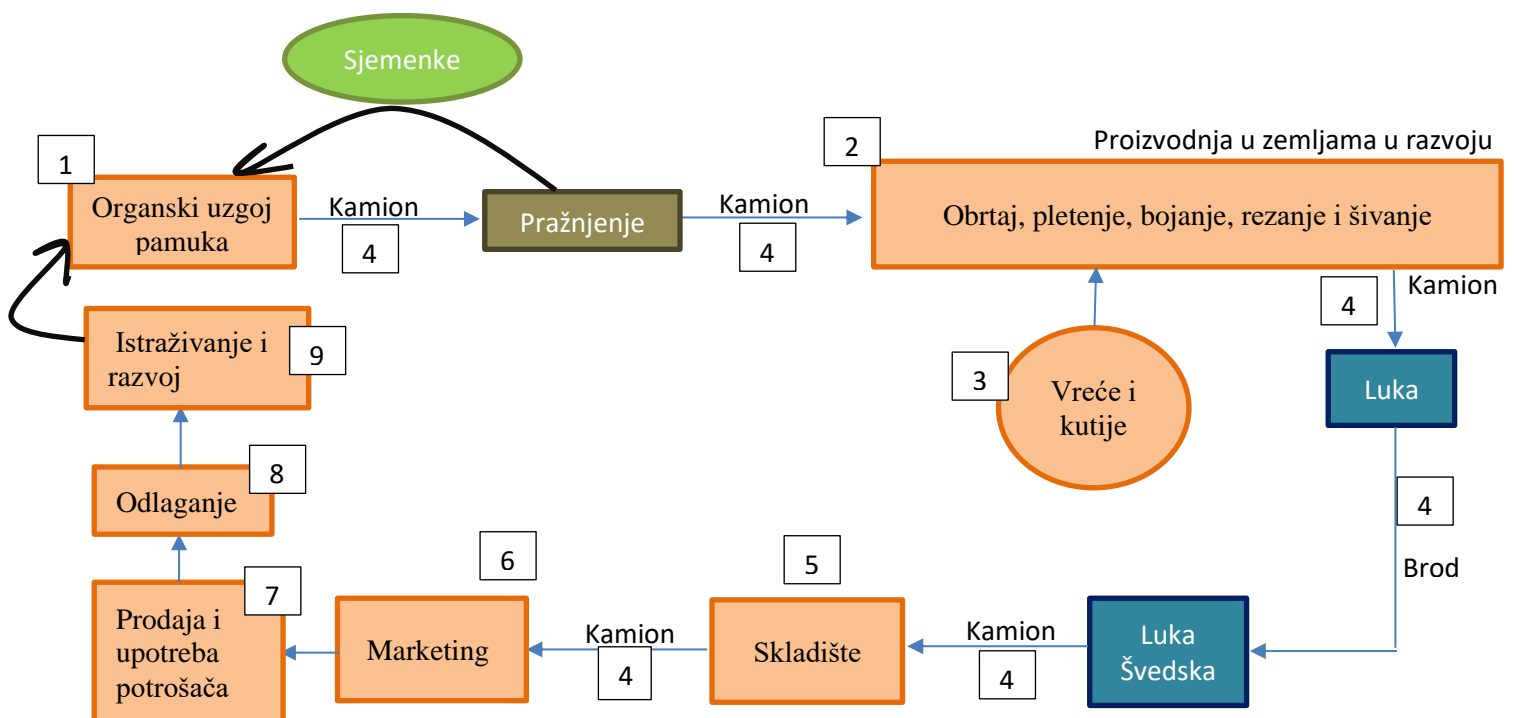 Sjemenke
1
Organski uzgoj
pamuka
Kamion
4
Pražnjenje
Kamion
4
2
Proizvodnja u zemljama u razvoju
Obrtaj, pletenje, bojanje, rezanje i šivanje
4
Kamion
3
Vreće i
kutije
Luka
4
Brod
Luka
Švedska
Kamion
4
5
Skladište
Kamion
4
6
Marketing
7
Prodaja i
upotreba
potrošača
8
Odlaganje
9
Istraživanje i
razvoj